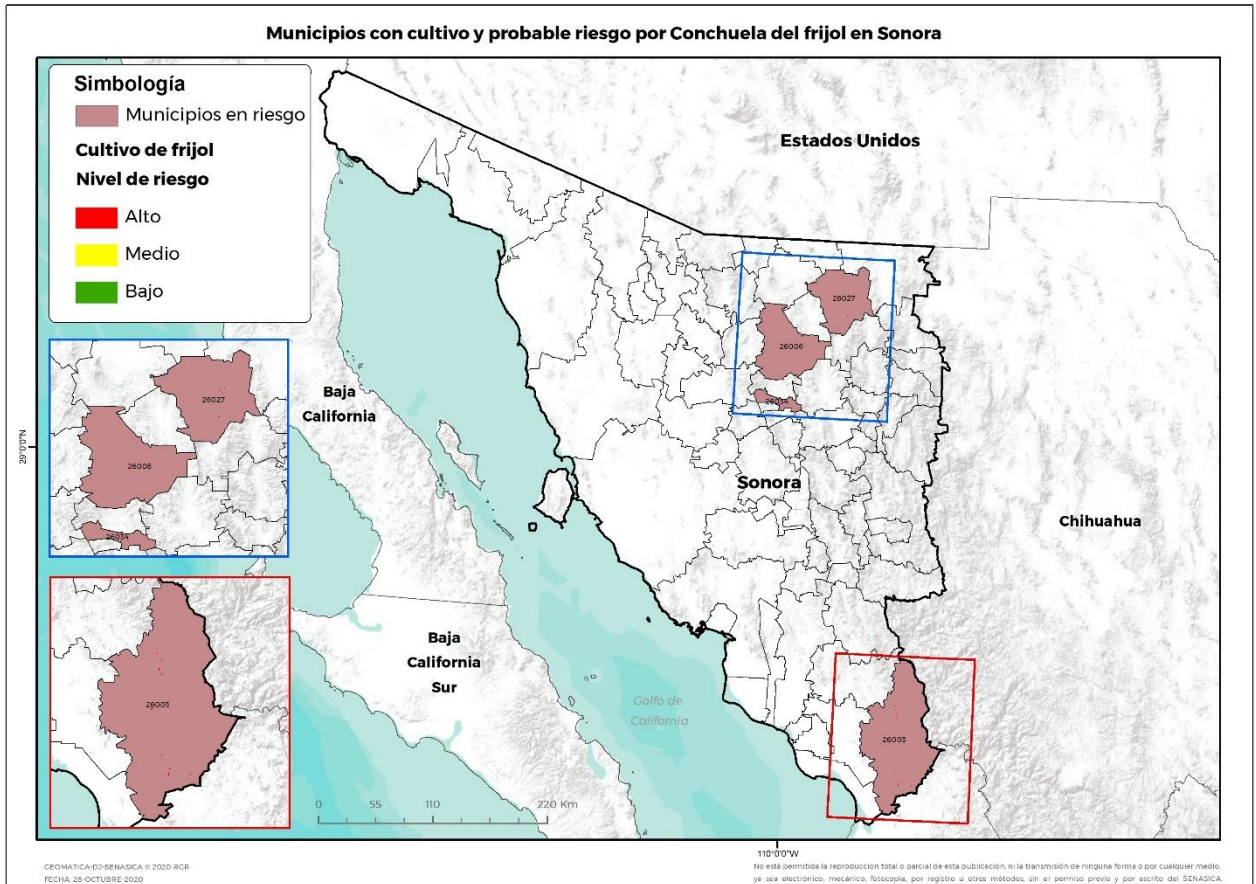 Municipios con cultivo y probable riesgo por Conchuela del frijol en Sonora
Simbología
Municipios en riesgo
Cultivo de frijol
Nivel de riesgo
Alto
Medio
Bajo
Estados Unidos
26027
26006
26034
Baja
California
Sonora
Chihuahua
29°0'0"N
26027
26006
26034
26003
Baja
California
Sur
Golfo de
California
26003
0 55 110 220 Km
110°0'0"W
GEOMATICA-DJ-SENASICA © 2020 RGR
FECHA: 28-OCTUBRE-2020
No está permitida la reproducción total o parcial de esta publicación, ni la transmisión de ninguna forma o por cualquier medio,
ya sea electrónico, mecánico, fotocopia, por registro u otros métodos, sin el permiso previo y por escrito del SENASICA.